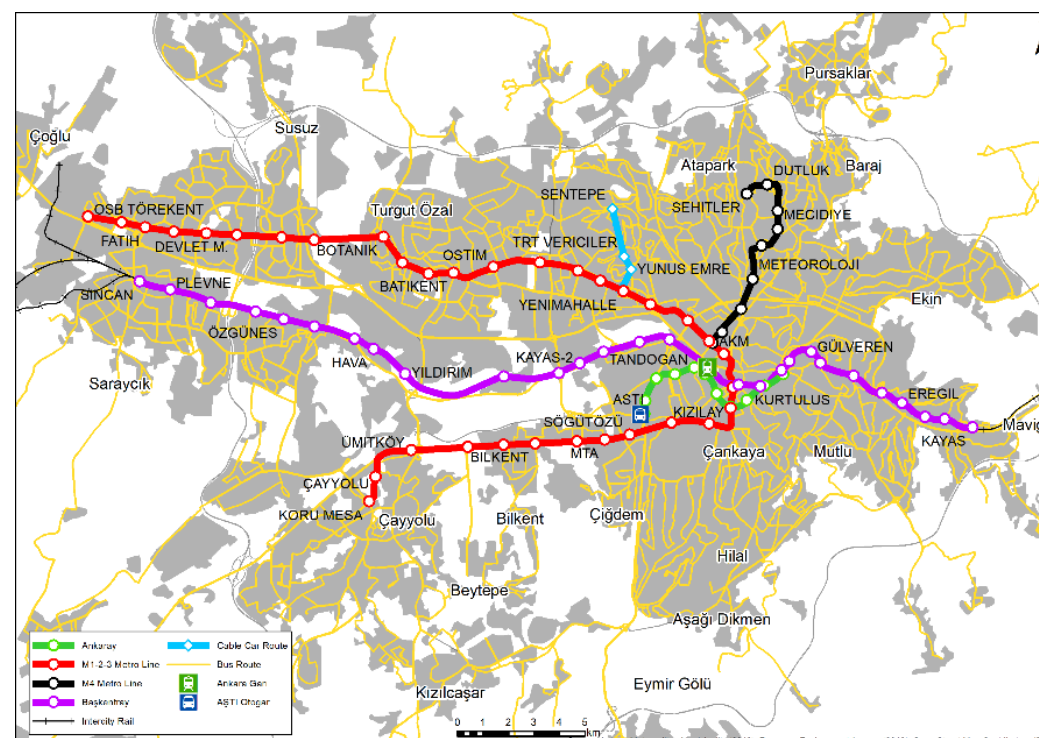 A
Pursaklar
Çoğlu
Susuz
Atapark
Baraj
DUTLUK
SENTEPE
SEHITLER
OSB TÖREKENT
Turgut Özal
MECIDIYE
FATIH
DEVLET M.
BOTANIK
OSTIM
TRT VERICILER
METEOROLOJI
YUNUS EMRE
BATIKENT
PLEVNE
SINCAN
YENIMAHALLE
Ekin
ÖZGÜNES
AKM
GÜLVEREN
HAVA
KAYAS-2
TANDOGAN
YILDIRIM
Saraycık
ASTI
KURTULUS
EREGIL
KIZILAY
SÖGÜTÖZÜ
KAYAS
Mavig
ÜMITKÖY
BILKENT
MTA
Çankaya
Mutlu
ÇAYYOLU
KORU MESA
Çayyolu
Bilkent
Çiğdem
Hilal
Beytepe
Aşağı Dikmen
Eymir Gölü
Kızılcaşar
Ankaray
Cable Car Route
M1-2-3 Metro Line
Bus Route
M4 Metro Line
Ankara Garı
Başkentray
AŞTİ Otogar
Intercity Rail
0 1 2 3 4 5
km